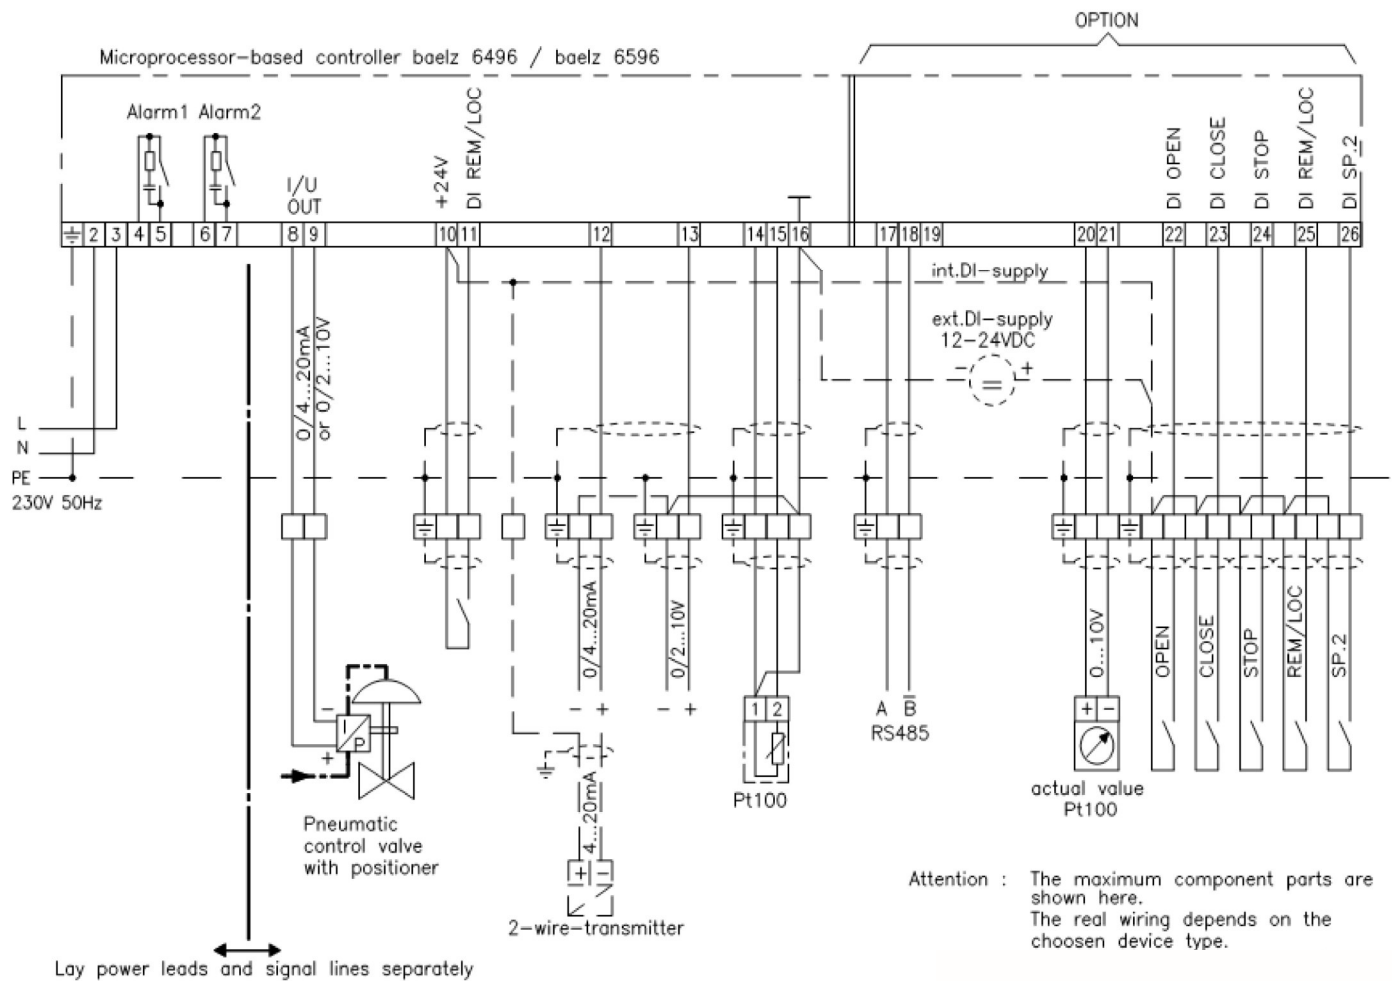 OPTION
Microprocessor-based controller baelz 6496 / baelz 6596
Alarm1 Alarm2
I/U
OUT
+24V
DI REM/LOC
DI OPEN
DI CLOSE
DI STOP
DI REM/LOC
DI SP.2
2 3 4 5 6 7 8 9 10 11 12 13 14 15 16 17 18 19 20 21 22 23 24 25 26
int.DI-supply
ext.DI-supply
12-24VDC
- +
=
0/4...20mA
or 0/2...10V
L
N
PE
230V 50Hz
0/4...20mA
0/2...10V
0...10V
OPEN
CLOSE
STOP
REM/LOC
SP.2
- +
- +
1 2
A B̅
RS485
+ -
-
I
P
+
Pt100
actual value
Pt100
4...20mA
+ -
2-wire-transmitter
Pneumatic
control valve
with positioner
Attention : The maximum component parts are
shown here.
The real wiring depends on the
choosen device type.
Lay power leads and signal lines separately